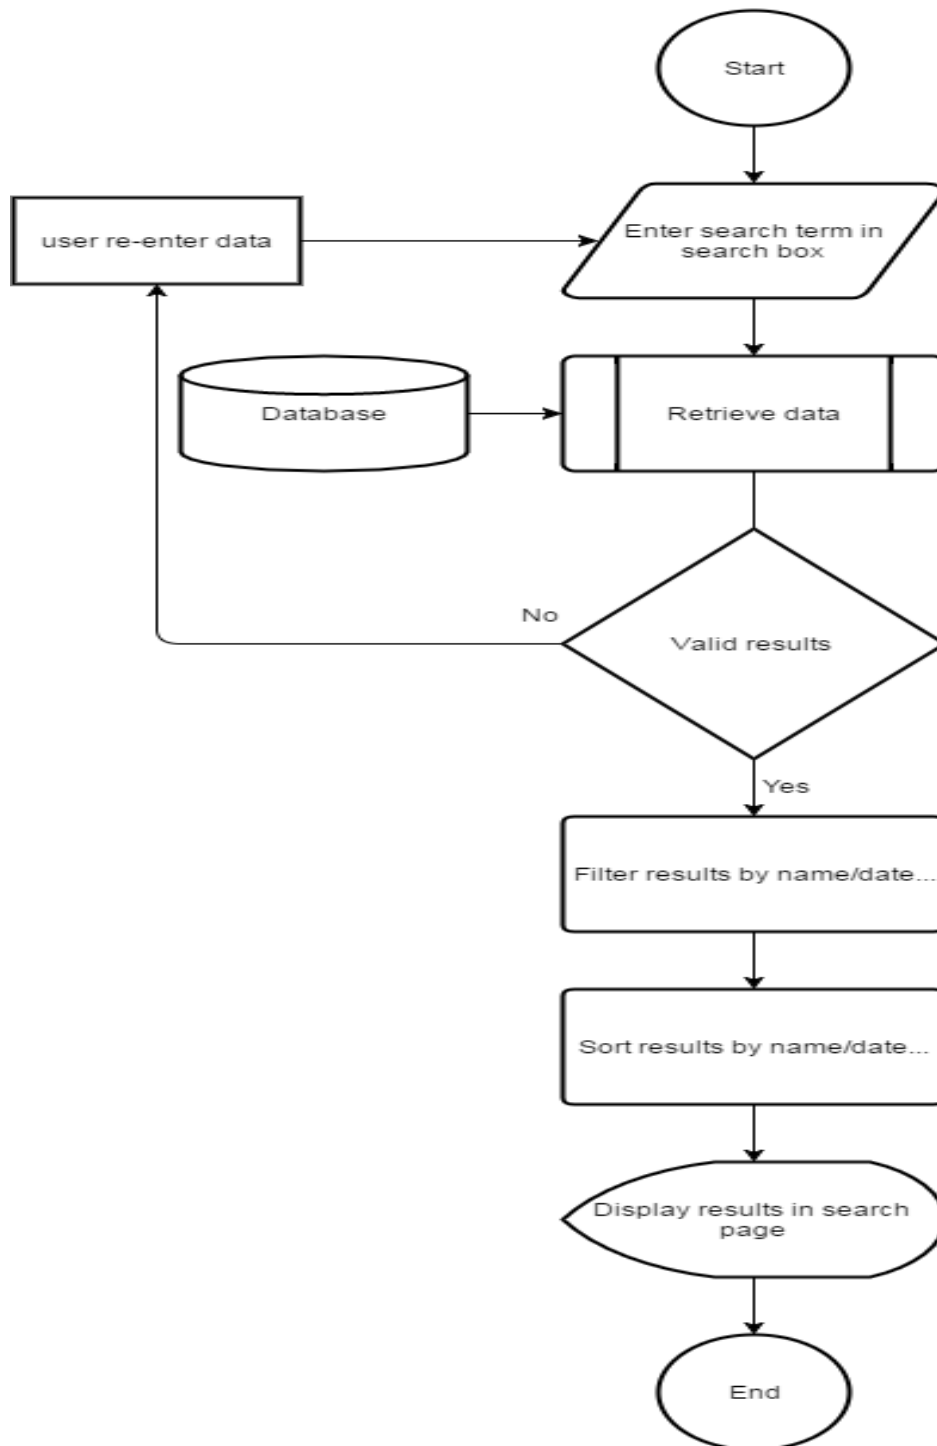 Start
Enter search term in
search box
user re-enter data
Database
Retrieve data
No
Valid results
Yes
Filter results by name/date...
Sort results by name/date...
Display results in search
page
End